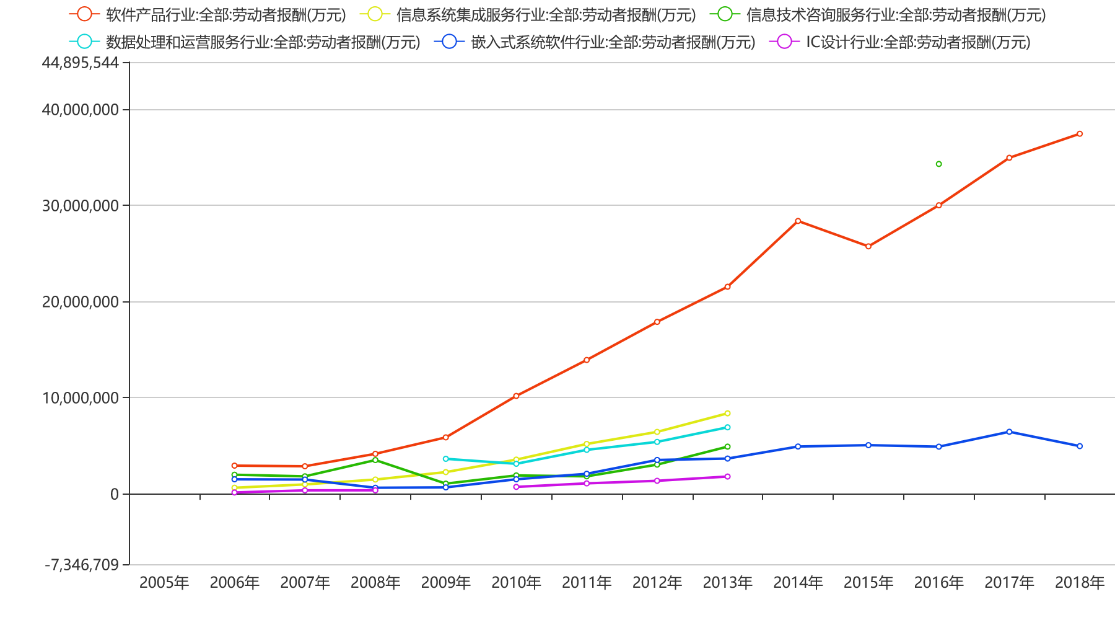 软件产品行业:全部:劳动者报酬(万元) 信息系统集成服务行业:全部:劳动者报酬(万元) 信息技术咨询服务行业:全部:劳动者报酬(万元)
数据处理和运营服务行业:全部:劳动者报酬(万元) 嵌入式系统软件行业:全部:劳动者报酬(万元) IC设计行业:全部:劳动者报酬(万元)
44,895,544
40,000,000
30,000,000
20,000,000
10,000,000
0
-7,346,709
2005年 2006年 2007年 2008年 2009年 2010年 2011年 2012年 2013年 2014年 2015年 2016年 2017年 2018年